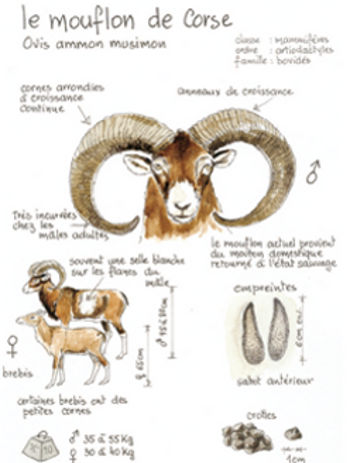 le mouflon de Corse
Ovis ammon musimon
classe : mammifères
ordre : artiodactyles
famille : bovidés
cornes arrondies
à croissance
continue
anneaux de croissance
♂
Très incurvées
chez les
mâles adultes
le mouflon actuel provient
du mouton domestique
retourné à l'état sauvage
souvent une selle blanche
sur les flancs du
mâle
empreintes
♀
brebis
♀ 65cm
6 cm
sabot antérieur
certaines brebis ont des
petites cornes
crottes
♂ 35 à 55 Kg
♀ 30 à 40 Kg
1cm